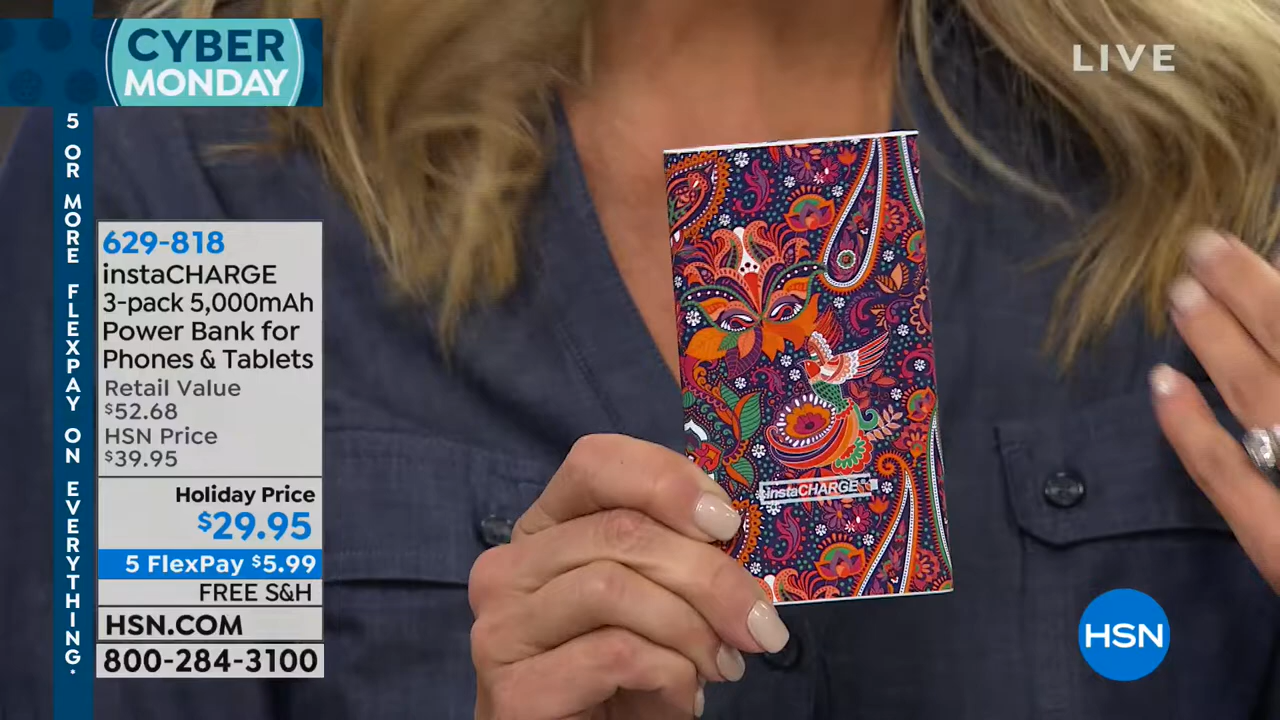 CYBER
MONDAY
LIVE
5 OR MORE FLEXPAY ON EVERYTHING.
629-818
instaCHARGE
3-pack 5,000mAh
Power Bank for
Phones & Tablets
Retail Value
$52.68
HSN Price
$39.95
Holiday Price
$29.95
5 FlexPay $5.99
FREE S&H
HSN.COM
800-284-3100
instaCHARGE
HSN